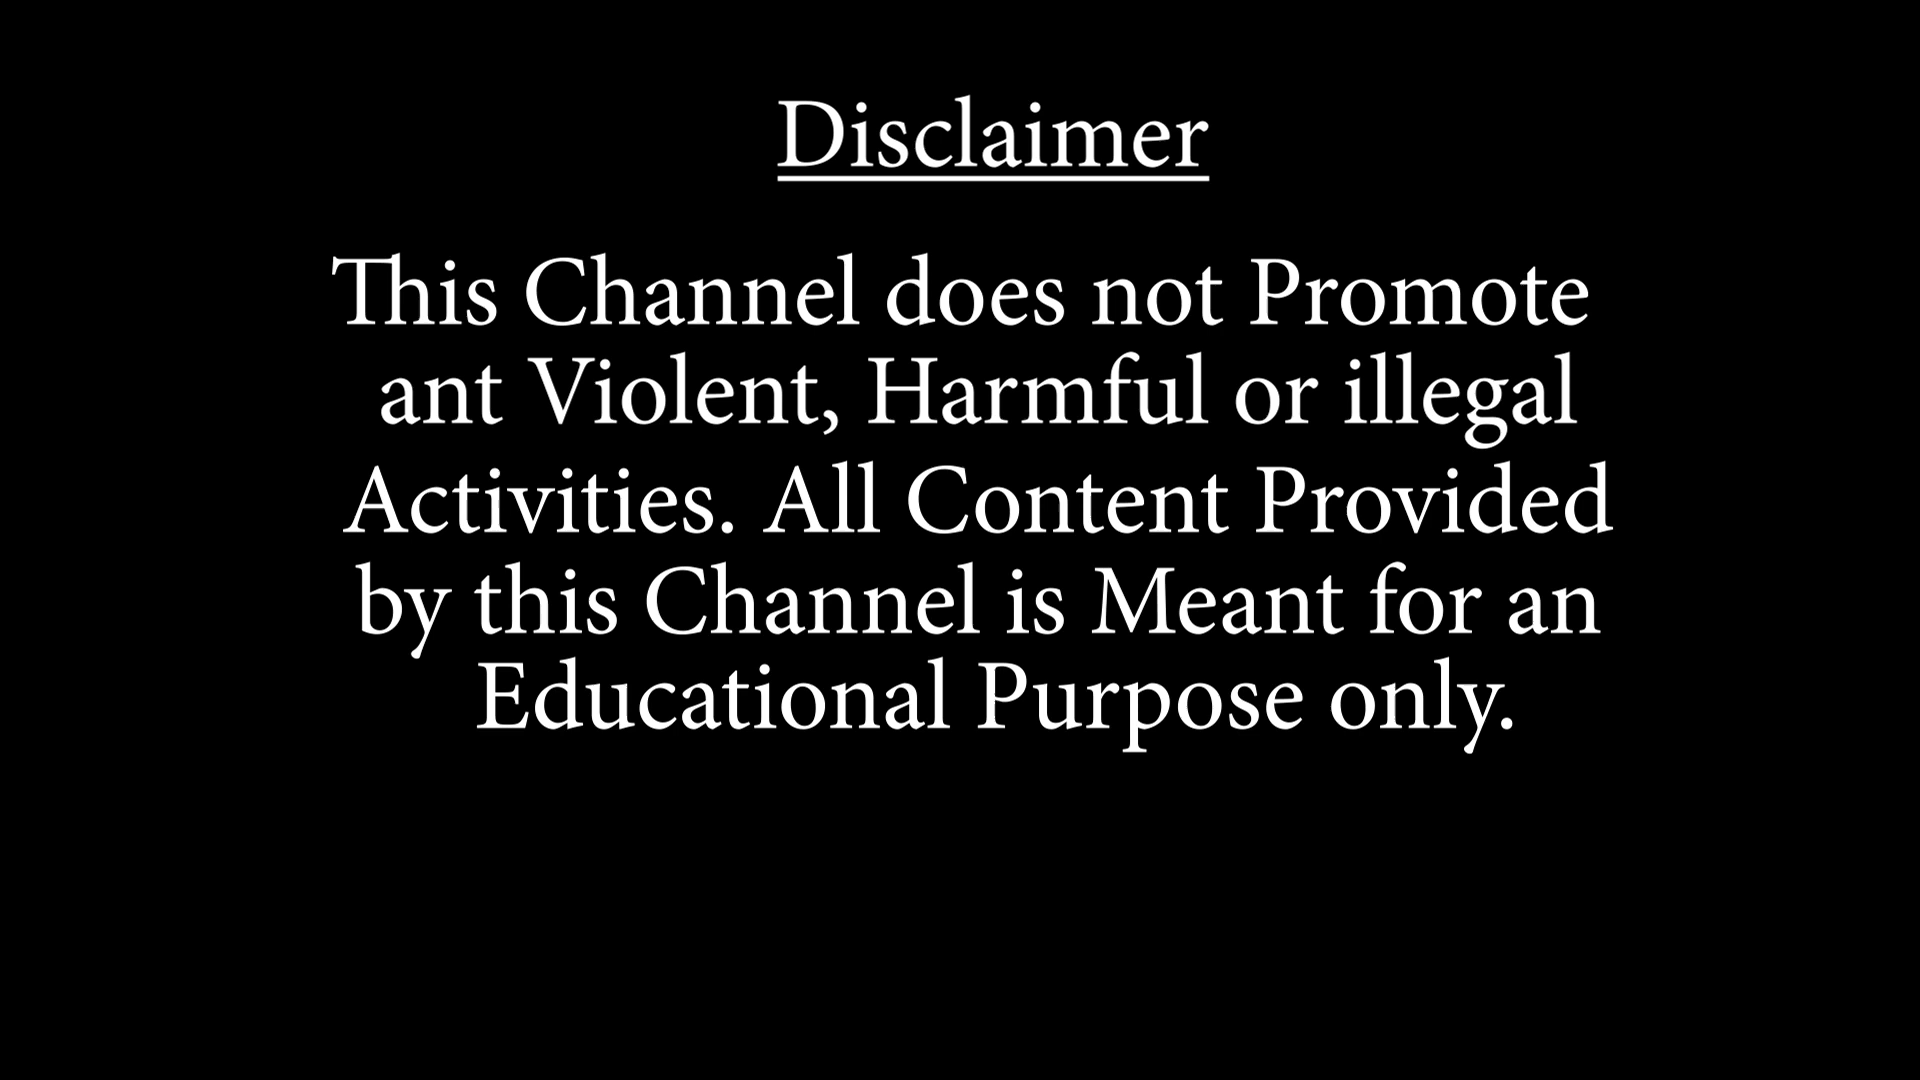 Disclaimer
This Channel does not Promote
ant Violent, Harmful or illegal
Activities. All Content Provided
by this Channel is Meant for an
Educational Purpose only.